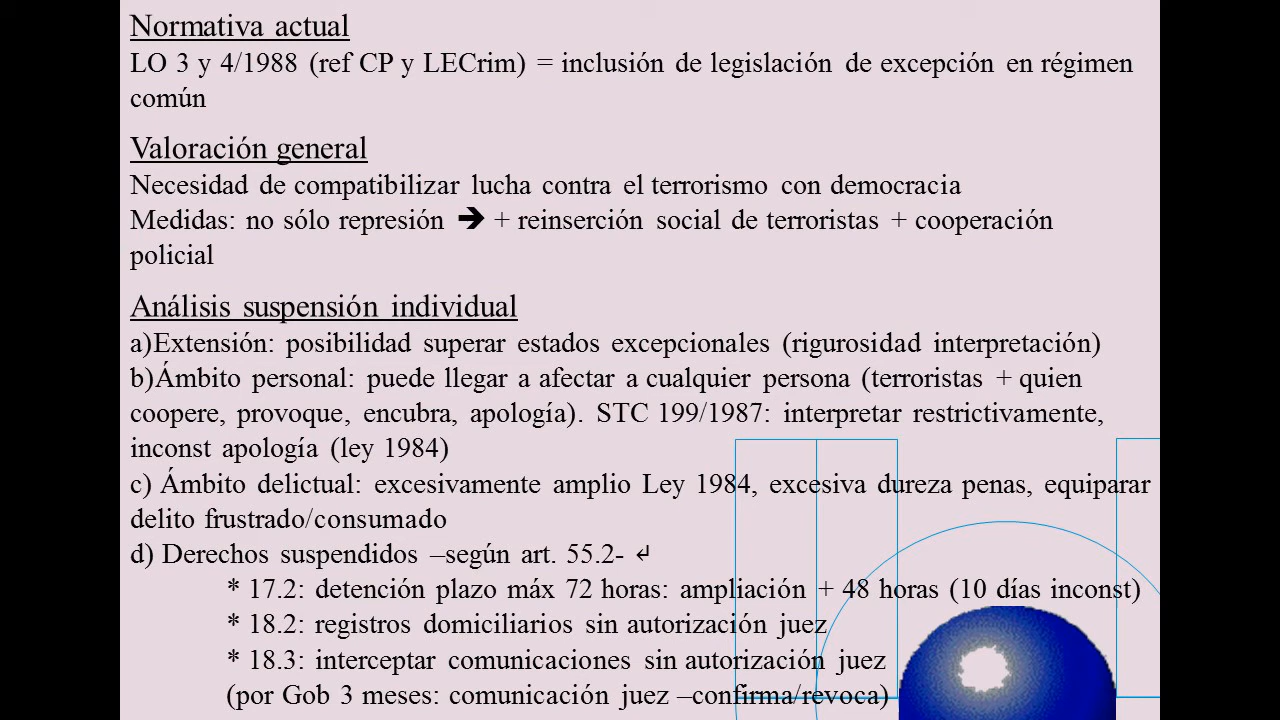 Normativa actual
LO 3 y 4/1988 (ref CP y LECrim) = inclusión de legislación de excepción en régimen
común
Valoración general
Necesidad de compatibilizar lucha contra el terrorismo con democracia
Medidas: no sólo represión ➔ + reinserción social de terroristas + cooperación
policial
Análisis suspensión individual
a)Extensión: posibilidad superar estados excepcionales (rigurosidad interpretación)
b)Ámbito personal: puede llegar a afectar a cualquier persona (terroristas + quien
coopere, provoque, encubra, apología). STC 199/1987: interpretar restrictivamente,
inconst apología (ley 1984)
c) Ámbito delictual: excesivamente amplio Ley 1984, excesiva dureza penas, equiparar
delito frustrado/consumado
d) Derechos suspendidos –según art. 55.2- ↲
* 17.2: detención plazo máx 72 horas: ampliación + 48 horas (10 días inconst)
* 18.2: registros domiciliarios sin autorización juez
* 18.3: interceptar comunicaciones sin autorización juez
(por Gob 3 meses: comunicación juez –confirma/revoca)